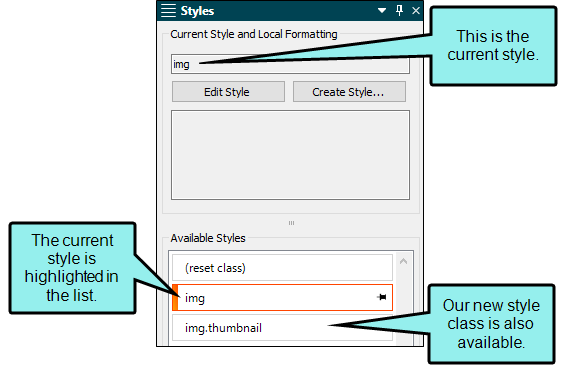 Styles
Current Style and Local Formatting
This is the
current style.
img
Edit Style
Create Style...
The current
style is
highlighted in
the list.
Available Styles
(reset class)
img
img.thumbnail
Our new style
class is also
available.